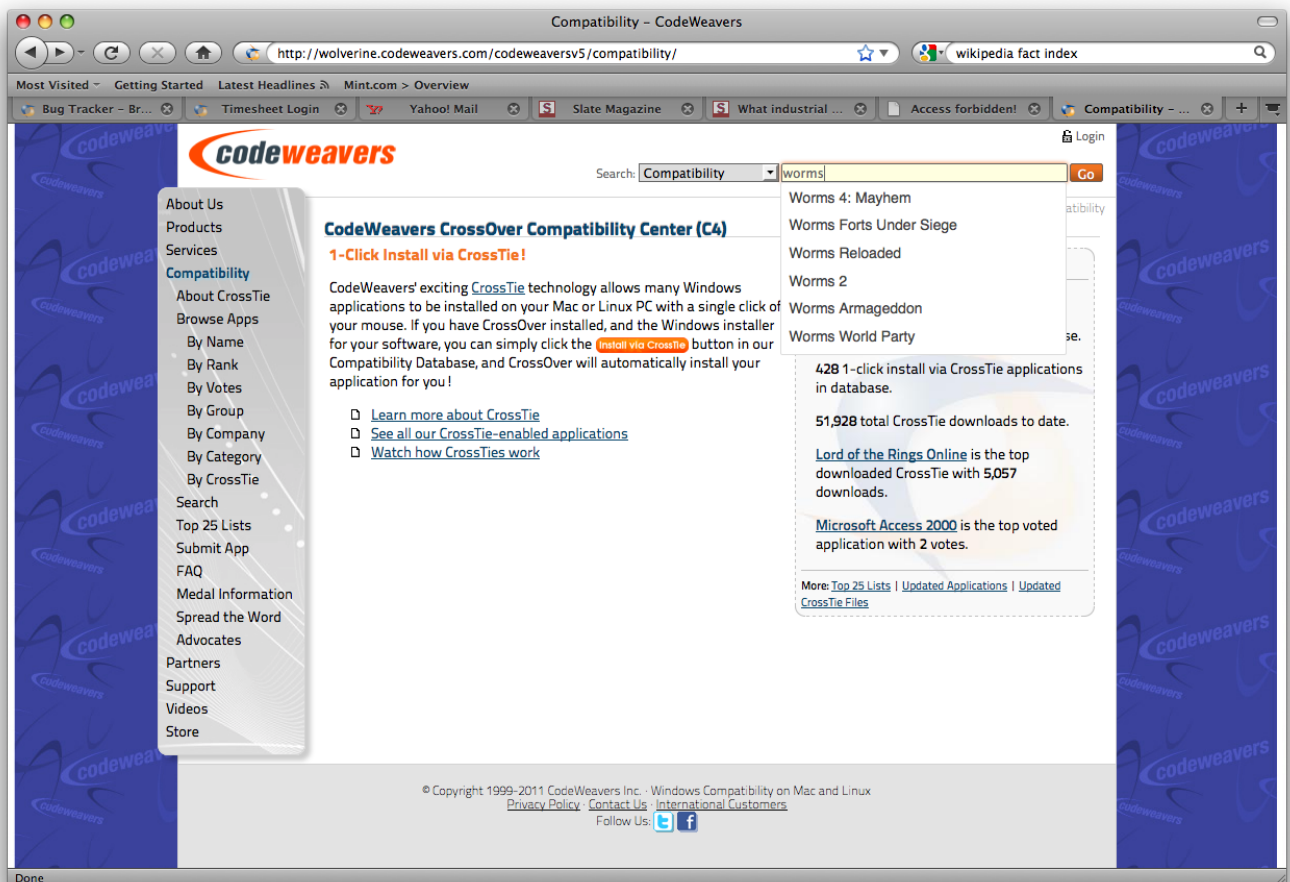 Compatibility – CodeWeavers
http://wolverine.codeweavers.com/codeweaversv5/compatibility/
wikipedia fact index
Most Visited Getting Started Latest Headlines Mint.com > Overview
Bug Tracker – Br... Timesheet Login Yahoo! Mail Slate Magazine What industrial ... Access forbidden! Compatibility – ...
codeweavers
Login
Search: Compatibility worms Go
Worms 4: Mayhem
Worms Forts Under Siege
Worms Reloaded
Worms 2
Worms Armageddon
Worms World Party
atibility
About Us
Products
Services
Compatibility
About CrossTie
Browse Apps
By Name
By Rank
By Votes
By Group
By Company
By Category
By CrossTie
Search
Top 25 Lists
Submit App
FAQ
Medal Information
Spread the Word
Advocates
Partners
Support
Videos
Store
CodeWeavers CrossOver Compatibility Center (C4)
1-Click Install via CrossTie!
CodeWeavers' exciting CrossTie technology allows many Windows
applications to be installed on your Mac or Linux PC with a single click of
your mouse. If you have CrossOver installed, and the Windows installer
for your software, you can simply click the Install via CrossTie button in our
Compatibility Database, and CrossOver will automatically install your
application for you!
Learn more about CrossTie
See all our CrossTie-enabled applications
Watch how CrossTies work
se.
428 1-click install via CrossTie applications
in database.
51,928 total CrossTie downloads to date.
Lord of the Rings Online is the top
downloaded CrossTie with 5,057
downloads.
Microsoft Access 2000 is the top voted
application with 2 votes.
More: Top 25 Lists | Updated Applications | Updated
CrossTie Files
© Copyright 1999-2011 CodeWeavers Inc. · Windows Compatibility on Mac and Linux
Privacy Policy · Contact Us · International Customers
Follow Us:
Done